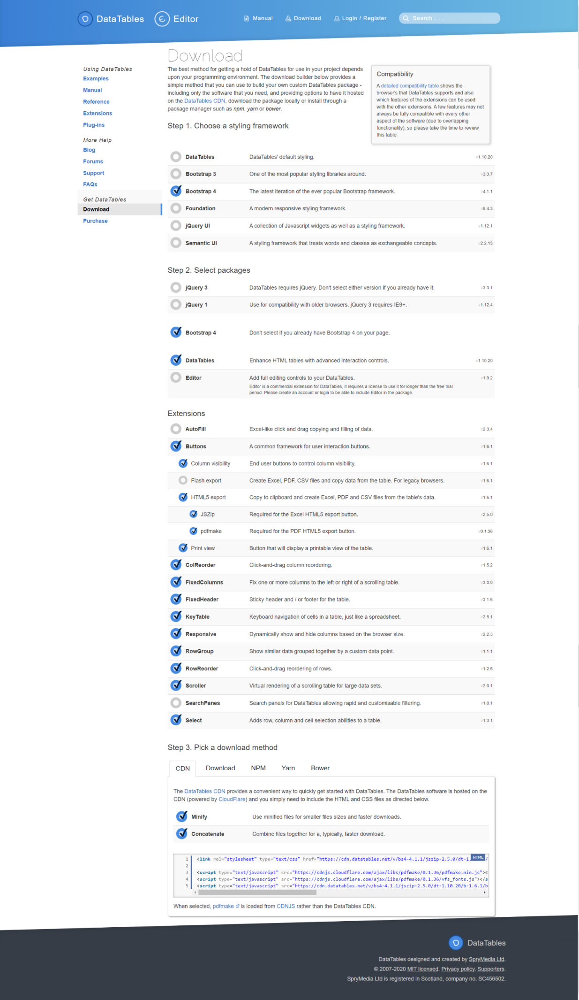 DataTables
Editor
Manual
Download
Login / Register
Search . . .
Using DataTables
Examples
Manual
Reference
Extensions
Plug-ins
More Help
Blog
Forums
Support
FAQs
Get DataTables
Download
Purchase
Download
The best method for getting a hold of DataTables for use in your project depends
upon your programming environment. The download builder below provides a
simple method that you can use to build your own custom DataTables package -
including only the software that you need, and providing options to have it hosted
on the DataTables CDN, download the package locally or install through a
package manager such as npm, yarn or bower.
Compatibility
A detailed compatibility table shows the
browser's that DataTables supports and also
which features of the extensions can be used
with the other extensions. A few features may not
always be fully compatible with every other
aspect of the software (due to overlapping
functionality), so please take the time to review
this table.
Step 1. Choose a styling framework
DataTables DataTables' default styling. v1.10.20
Bootstrap 3 One of the most popular styling libraries around. v3.3.7
Bootstrap 4 The latest iteration of the ever popular Bootstrap framework. v4.1.1
Foundation A modern responsive styling framework. v6.4.3
jQuery UI A collection of Javascript widgets as well as a styling framework. v1.12.1
Semantic UI A styling framework that treats words and classes as exchangeable concepts. v2.2.13
Step 2. Select packages
jQuery 3 DataTables requires jQuery. Don't select either version if you already have it. v3.3.1
jQuery 1 Use for compatibility with older browsers. jQuery 3 requires IE9+. v1.12.4
Bootstrap 4 Don't select if you already have Bootstrap 4 on your page.
DataTables Enhance HTML tables with advanced interaction controls. v1.10.20
Editor Add full editing controls to your DataTables. v1.9.2
Editor is a commercial extension for DataTables, it requires a license to use it for longer than the free trial
period. Please create an account or login to be able to include Editor in the package.
Extensions
AutoFill Excel-like click and drag copying and filling of data. v2.3.4
Buttons A common framework for user interaction buttons. v1.6.1
Column visibility End user buttons to control column visibility. v1.6.1
Flash export Create Excel, PDF, CSV files and copy data from the table. For legacy browsers. v1.6.1
HTML5 export Copy to clipboard and create Excel, PDF and CSV files from the table's data. v1.6.1
JSZip Required for the Excel HTML5 export button. v2.5.0
pdfmake Required for the PDF HTML5 export button. v0.1.36
Print view Button that will display a printable view of the table. v1.6.1
ColReorder Click-and-drag column reordering. v1.5.2
FixedColumns Fix one or more columns to the left or right of a scrolling table. v3.3.0
FixedHeader Sticky header and / or footer for the table. v3.1.6
KeyTable Keyboard navigation of cells in a table, just like a spreadsheet. v2.5.1
Responsive Dynamically show and hide columns based on the browser size. v2.2.3
RowGroup Show similar data grouped together by a custom data point. v1.1.1
RowReorder Click-and-drag reordering of rows. v1.2.6
Scroller Virtual rendering of a scrolling table for large data sets. v2.0.1
SearchPanes Search panels for DataTables allowing rapid and customisable filtering. v1.0.1
Select Adds row, column and cell selection abilities to a table. v1.3.1
Step 3. Pick a download method
CDN Download NPM Yarn Bower
The DataTables CDN provides a convenient way to quickly get started with DataTables. The DataTables software is hosted on the
CDN (powered by CloudFlare) and you simply need to include the HTML and CSS files as directed below.
Minify Use minified files for smaller files sizes and faster downloads.
Concatenate Combine files together for a, typically, faster download.
HTML
1 <link rel="stylesheet" type="text/css" href="https://cdn.datatables.net/v/bs4-4.1.1/jszip-2.5.0/dt-1. /
2
3 <script type="text/javascript" src="https://cdnjs.cloudflare.com/ajax/libs/pdfmake/0.1.36/pdfmake.min.js"><
4 <script type="text/javascript" src="https://cdnjs.cloudflare.com/ajax/libs/pdfmake/0.1.36/vfs_fonts.js"></s
5 <script type="text/javascript" src="https://cdn.datatables.net/v/bs4-4.1.1/jszip-2.5.0/dt-1.10.20/b-1.6.1/b
When selected, pdfmake is loaded from CDNJS rather than the DataTables CDN.
DataTables
DataTables designed and created by SpryMedia Ltd.
© 2007-2020 MIT licensed. Privacy policy. Supporters.
SpryMedia Ltd is registered in Scotland, company no. SC456502.